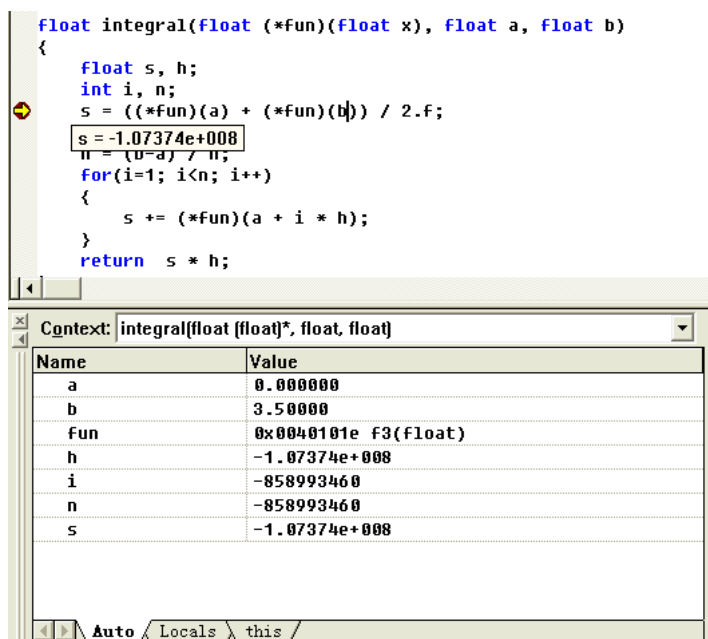 float integral(float (*fun)(float x), float a, float b)
{
float s, h;
int i, n;
s = ((*fun)(a) + (*fun)(b)) / 2.f;
s = -1.07374e+008
= (b-a) /
for(i=1; i<n; i++)
{
s += (*fun)(a + i * h);
}
return s * h;
Context: integral(float (float)*, float, float)
Name Value
a 0.000000
b 3.50000
fun 0x0040101e f3(float)
h -1.07374e+008
i -858993460
n -858993460
s -1.07374e+008
Auto Locals this